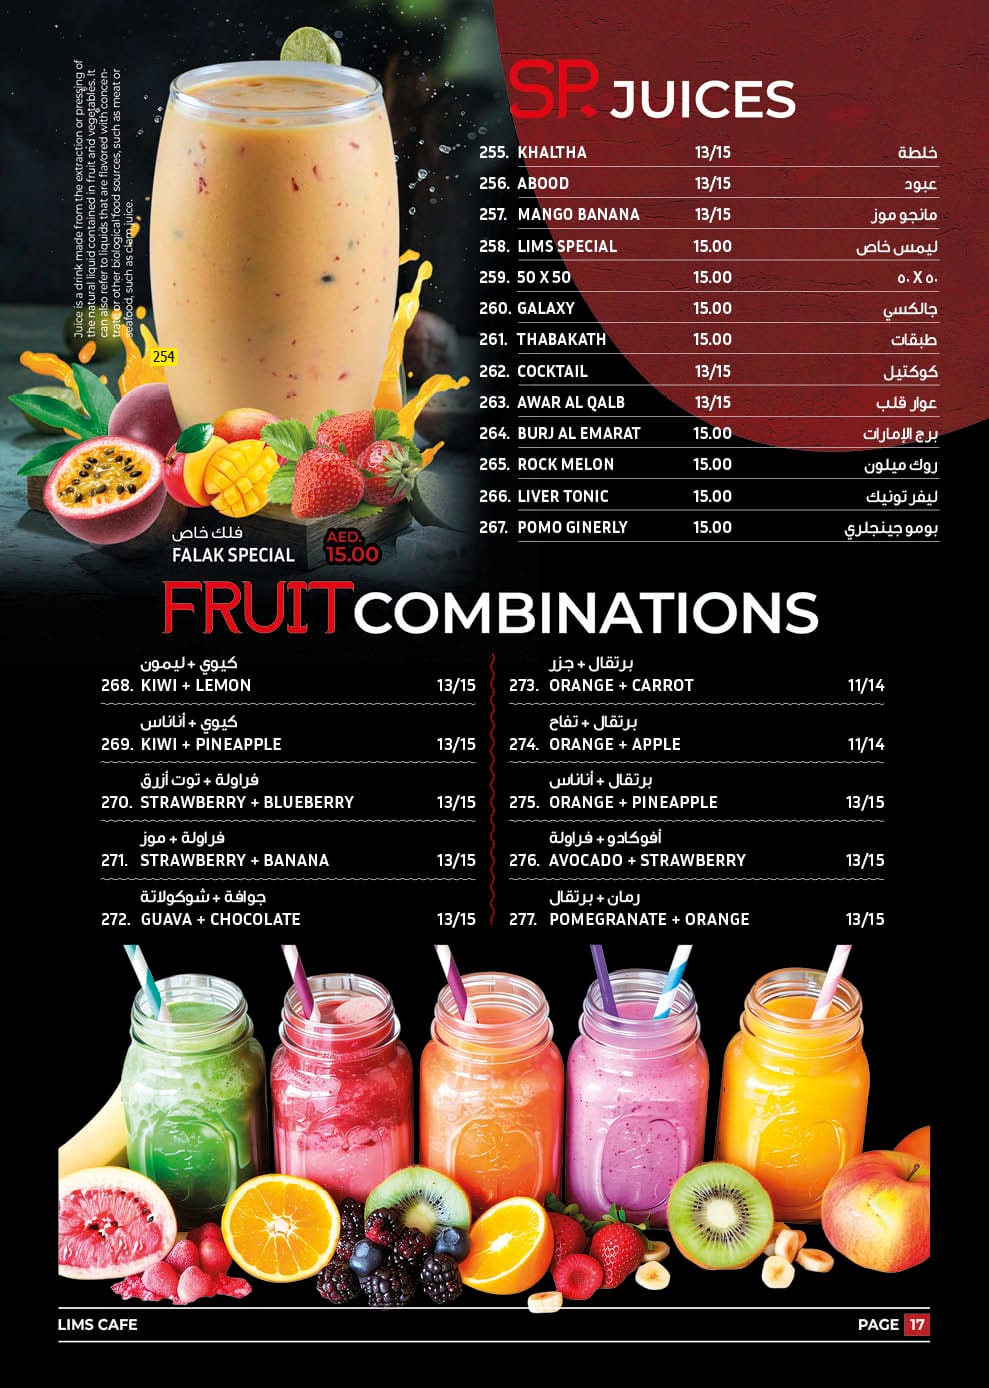 Juice is a drink made from the extraction or pressing of
the natural liquid contained in fruit and vegetables. It
can also refer to liquids that are flavored with concen-
trate or other biological food sources, such as meat or
seafood, such as clam juice.
254
فلك خاص
FALAK SPECIAL
AED.
15.00
SP. JUICES
255. KHALTHA 13/15 خلطة
256. ABOOD 13/15 عبود
257. MANGO BANANA 13/15 مانجو موز
258. LIMS SPECIAL 15.00 ليمس خاص
259. 50 X 50 15.00 ٥٠ X ٥٠
260. GALAXY 15.00 جالكسي
261. THABAKATH 15.00 طبقات
262. COCKTAIL 13/15 كوكتيل
263. AWAR AL QALB 13/15 عوار قلب
264. BURJ AL EMARAT 15.00 برج الإمارات
265. ROCK MELON 15.00 روك ميلون
266. LIVER TONIC 15.00 ليفر تونيك
267. POMO GINERLY 15.00 بومو جينجلري
FRUIT COMBINATIONS
كيوي + ليمون
268. KIWI + LEMON 13/15
كيوي + أناناس
269. KIWI + PINEAPPLE 13/15
فراولة + توت أزرق
270. STRAWBERRY + BLUEBERRY 13/15
فراولة + موز
271. STRAWBERRY + BANANA 13/15
جوافة + شوكولاتة
272. GUAVA + CHOCOLATE 13/15
برتقال + جزر
273. ORANGE + CARROT 11/14
برتقال + تفاح
274. ORANGE + APPLE 11/14
برتقال + أناناس
275. ORANGE + PINEAPPLE 13/15
أفوكادو + فراولة
276. AVOCADO + STRAWBERRY 13/15
رمان + برتقال
277. POMEGRANATE + ORANGE 13/15
LIMS CAFE
PAGE 17